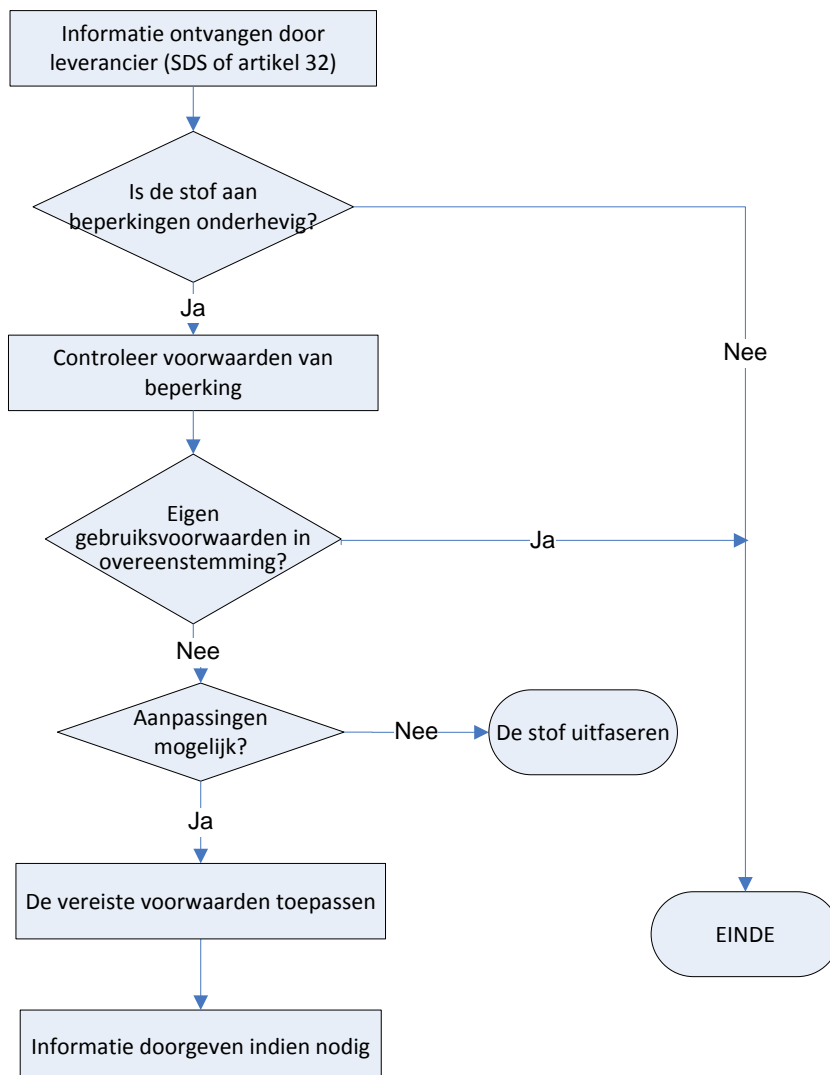 Informatie ontvangen door
leverancier (SDS of artikel 32)
Is de stof aan
beperkingen onderhevig?
Ja
Nee
Controleer voorwaarden van
beperking
Eigen
gebruiksvoorwaarden in
overeenstemming?
Ja
Nee
Aanpassingen
mogelijk?
Nee
De stof uitfaseren
Ja
De vereiste voorwaarden toepassen
EINDE
Informatie doorgeven indien nodig